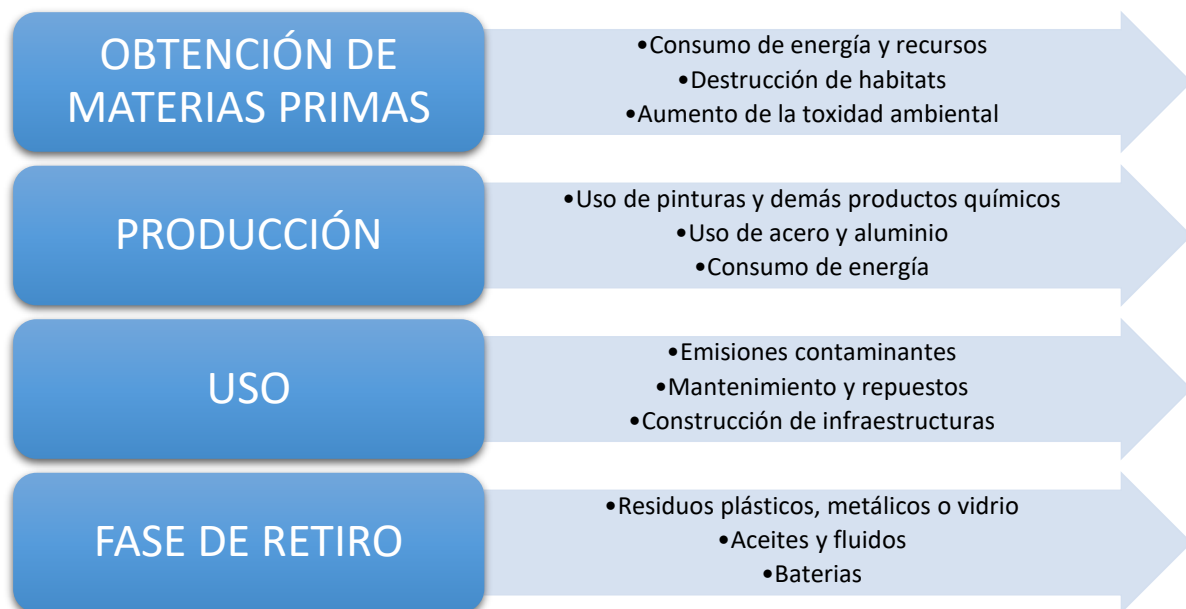 OBTENCIÓN DE
MATERIAS PRIMAS
•Consumo de energía y recursos
•Destrucción de habitats
•Aumento de la toxidad ambiental
PRODUCCIÓN
•Uso de pinturas y demás productos químicos
•Uso de acero y aluminio
•Consumo de energía
USO
•Emisiones contaminantes
•Mantenimiento y repuestos
•Construcción de infraestructuras
FASE DE RETIRO
•Residuos plásticos, metálicos o vidrio
•Aceites y fluidos
•Baterias